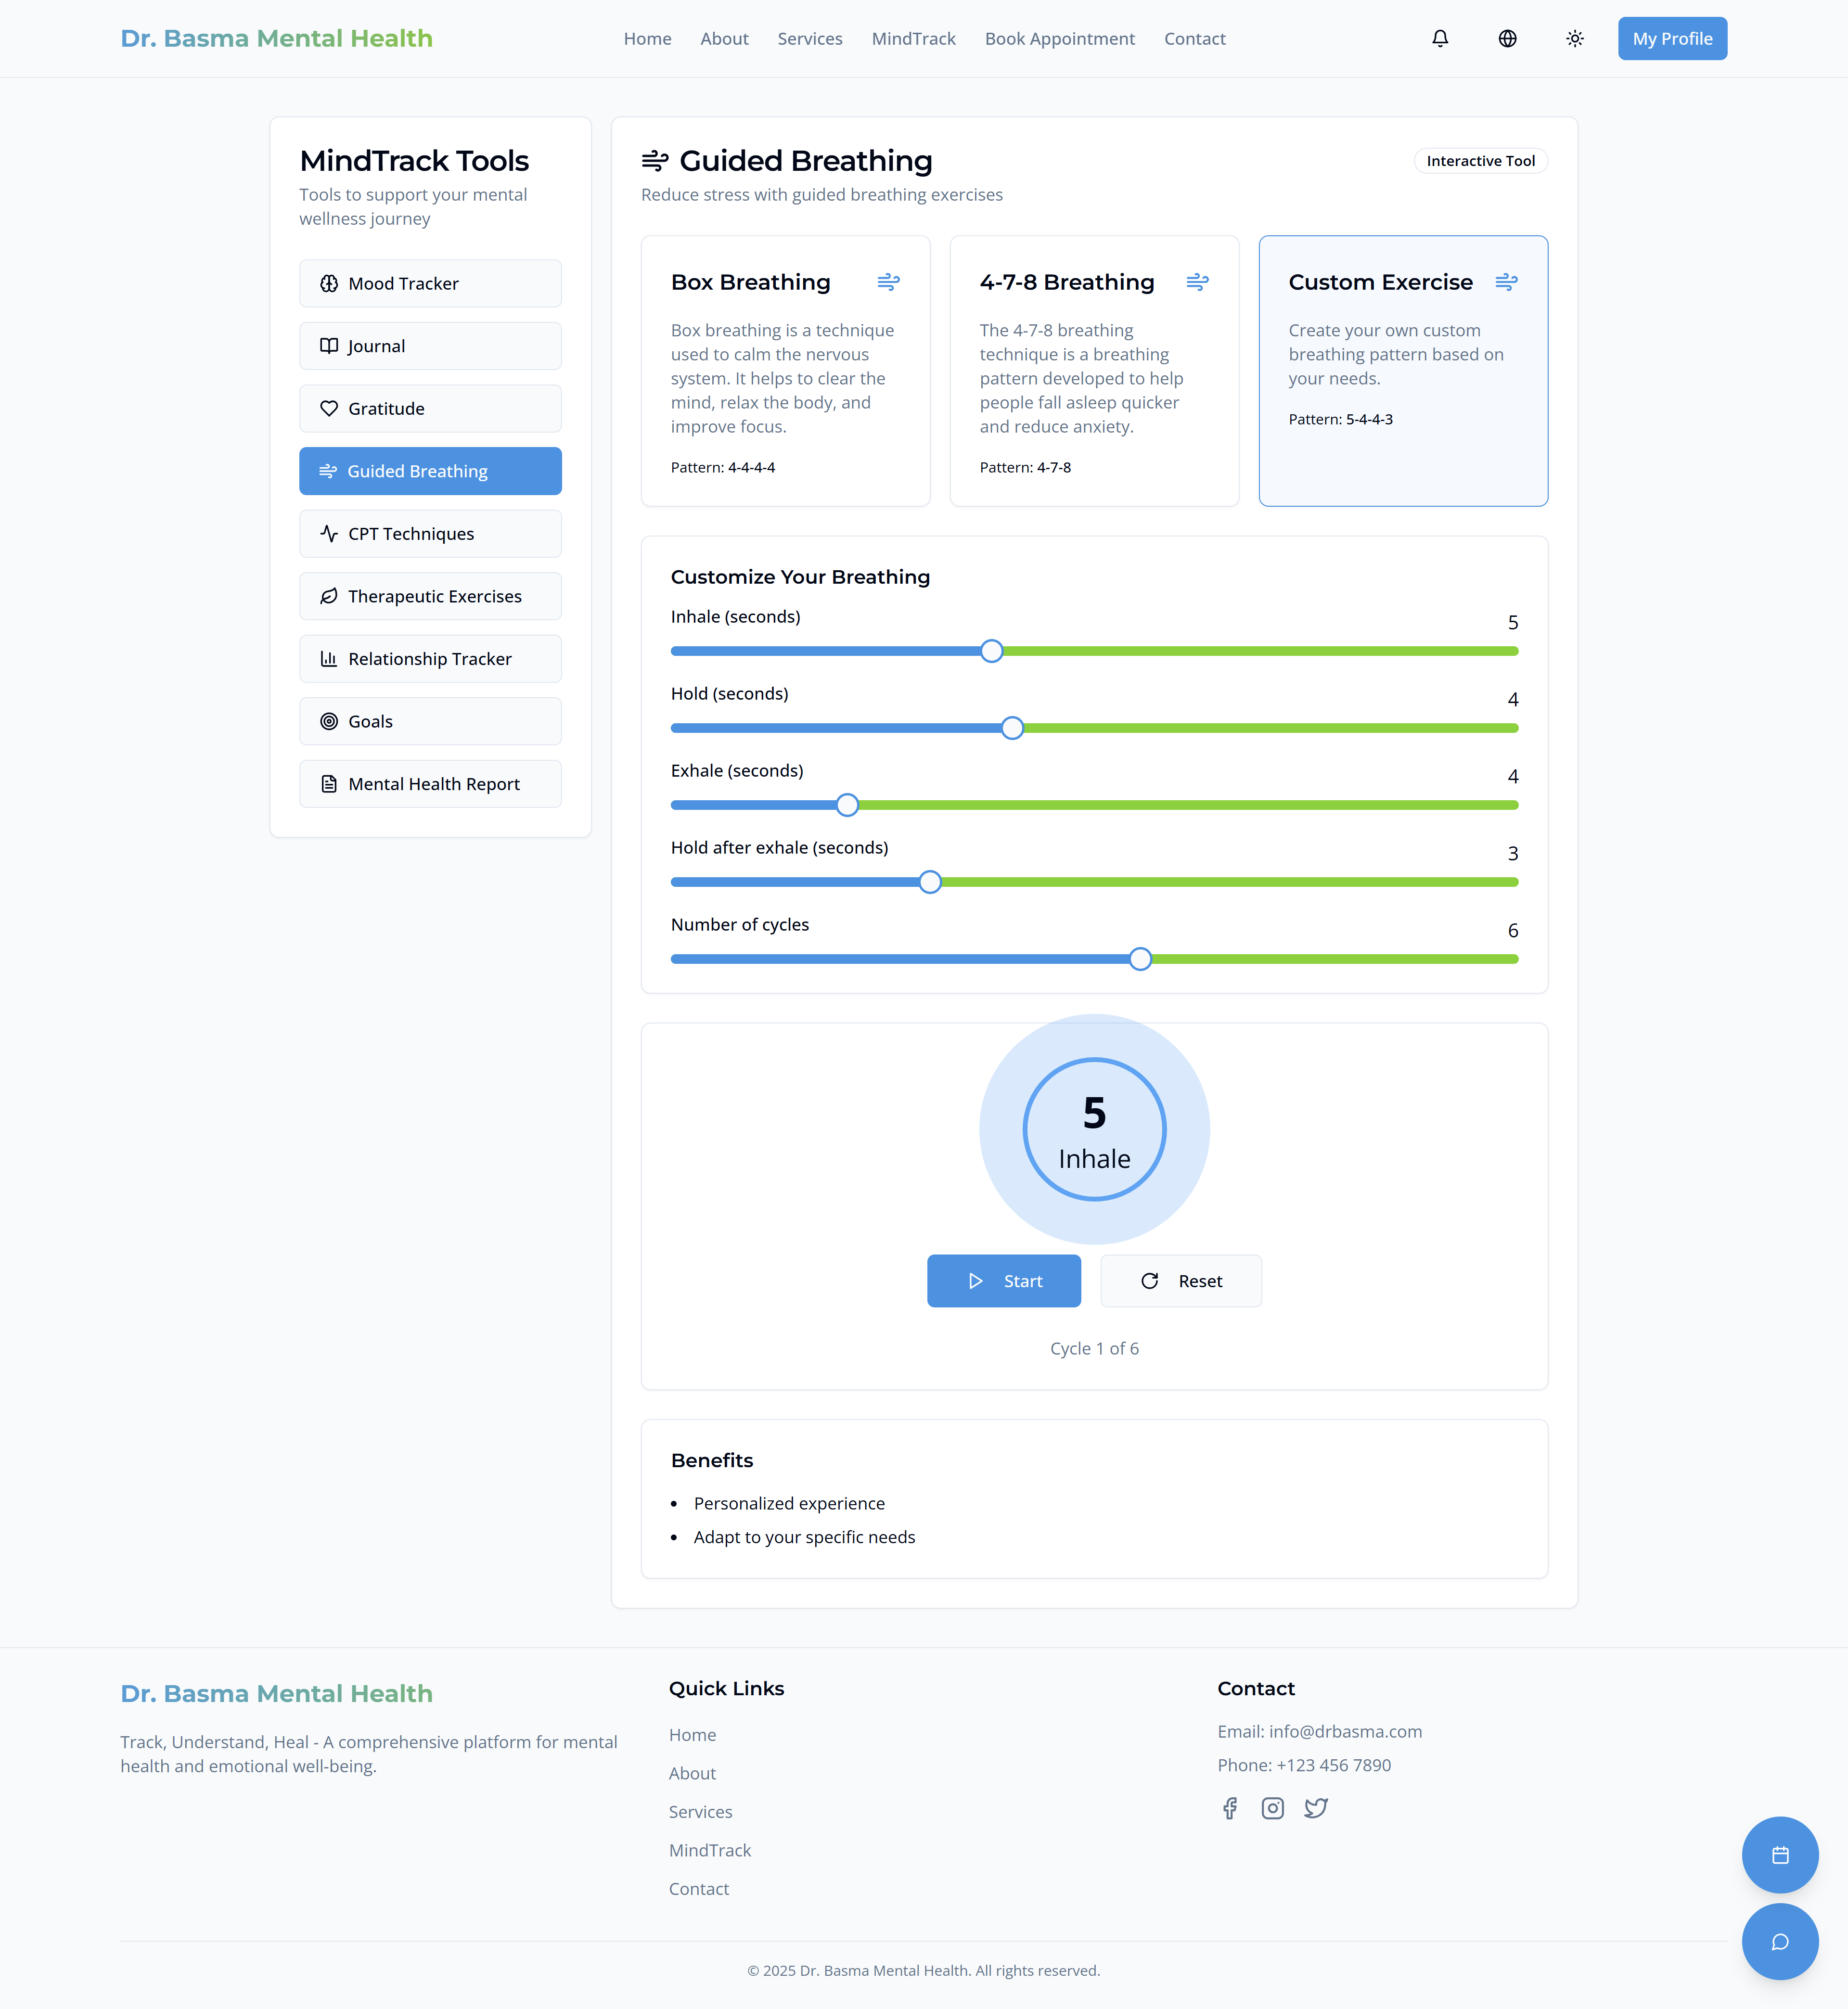 Dr. Basma Mental Health
Home
About
Services
MindTrack
Book Appointment
Contact
My Profile
MindTrack Tools
Tools to support your mental
wellness journey
Mood Tracker
Journal
Gratitude
Guided Breathing
CPT Techniques
Therapeutic Exercises
Relationship Tracker
Goals
Mental Health Report
Guided Breathing
Interactive Tool
Reduce stress with guided breathing exercises
Box Breathing
Box breathing is a technique
used to calm the nervous
system. It helps to clear the
mind, relax the body, and
improve focus.
Pattern: 4-4-4-4
4-7-8 Breathing
The 4-7-8 breathing
technique is a breathing
pattern developed to help
people fall asleep quicker
and reduce anxiety.
Pattern: 4-7-8
Custom Exercise
Create your own custom
breathing pattern based on
your needs.
Pattern: 5-4-4-3
Customize Your Breathing
Inhale (seconds)
5
Hold (seconds)
4
Exhale (seconds)
4
Hold after exhale (seconds)
3
Number of cycles
6
5
Inhale
Start
Reset
Cycle 1 of 6
Benefits
• Personalized experience
• Adapt to your specific needs
Dr. Basma Mental Health
Track, Understand, Heal - A comprehensive platform for mental
health and emotional well-being.
Quick Links
Home
About
Services
MindTrack
Contact
Contact
Email: info@drbasma.com
Phone: +123 456 7890
© 2025 Dr. Basma Mental Health. All rights reserved.